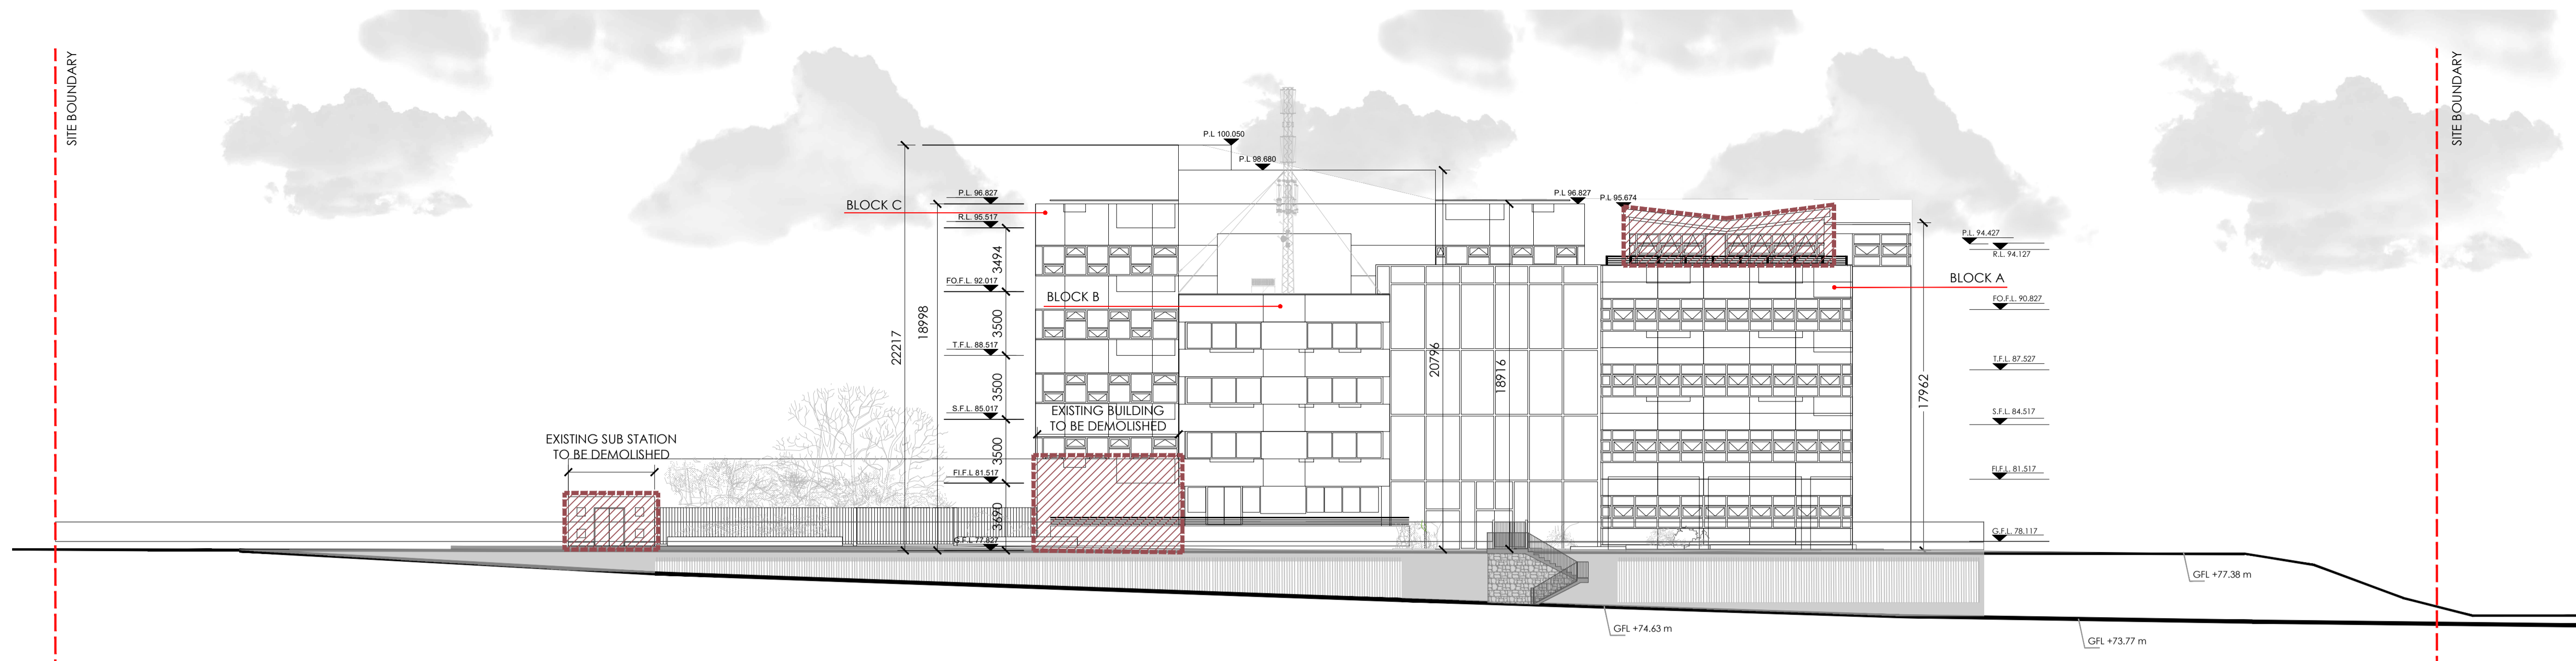 SITE BOUNDARY
SITE BOUNDARY
P.L 100.050
P.L 98.680
P.L. 96.827
P.L 96.827
P.L 95.674
BLOCK C
R.L. 95.517
P.L. 94.427
R.L. 94.127
3494
18998
22217
FO.F.L. 92.017
BLOCK B
BLOCK A
FO.F.L. 90.827
3500
T.F.L. 88.517
T.F.L. 87.527
20796
18916
17962
3500
S.F.L. 85.017
S.F.L. 84.517
EXISTING BUILDING
TO BE DEMOLISHED
EXISTING SUB STATION
TO BE DEMOLISHED
3500
FI.F.L 81.517
FI.F.L. 81.517
3690
G.F.L 77.827
G.F.L. 78.117
GFL +77.38 m
GFL +74.63 m
GFL +73.77 m